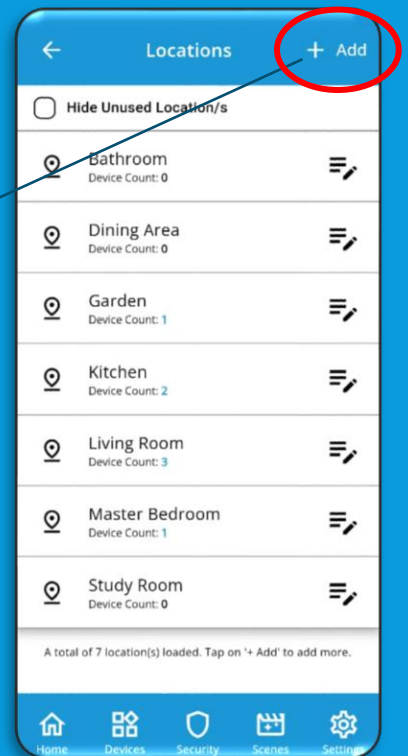 Locations
+ Add
Hide Unused Location/s
Bathroom
Device Count: 0
Dining Area
Device Count: 0
Garden
Device Count: 1
Kitchen
Device Count: 2
Living Room
Device Count: 3
Master Bedroom
Device Count: 1
Study Room
Device Count: 0
A total of 7 location(s) loaded. Tap on '+ Add' to add more.
Home Devices Security Scenes Settings